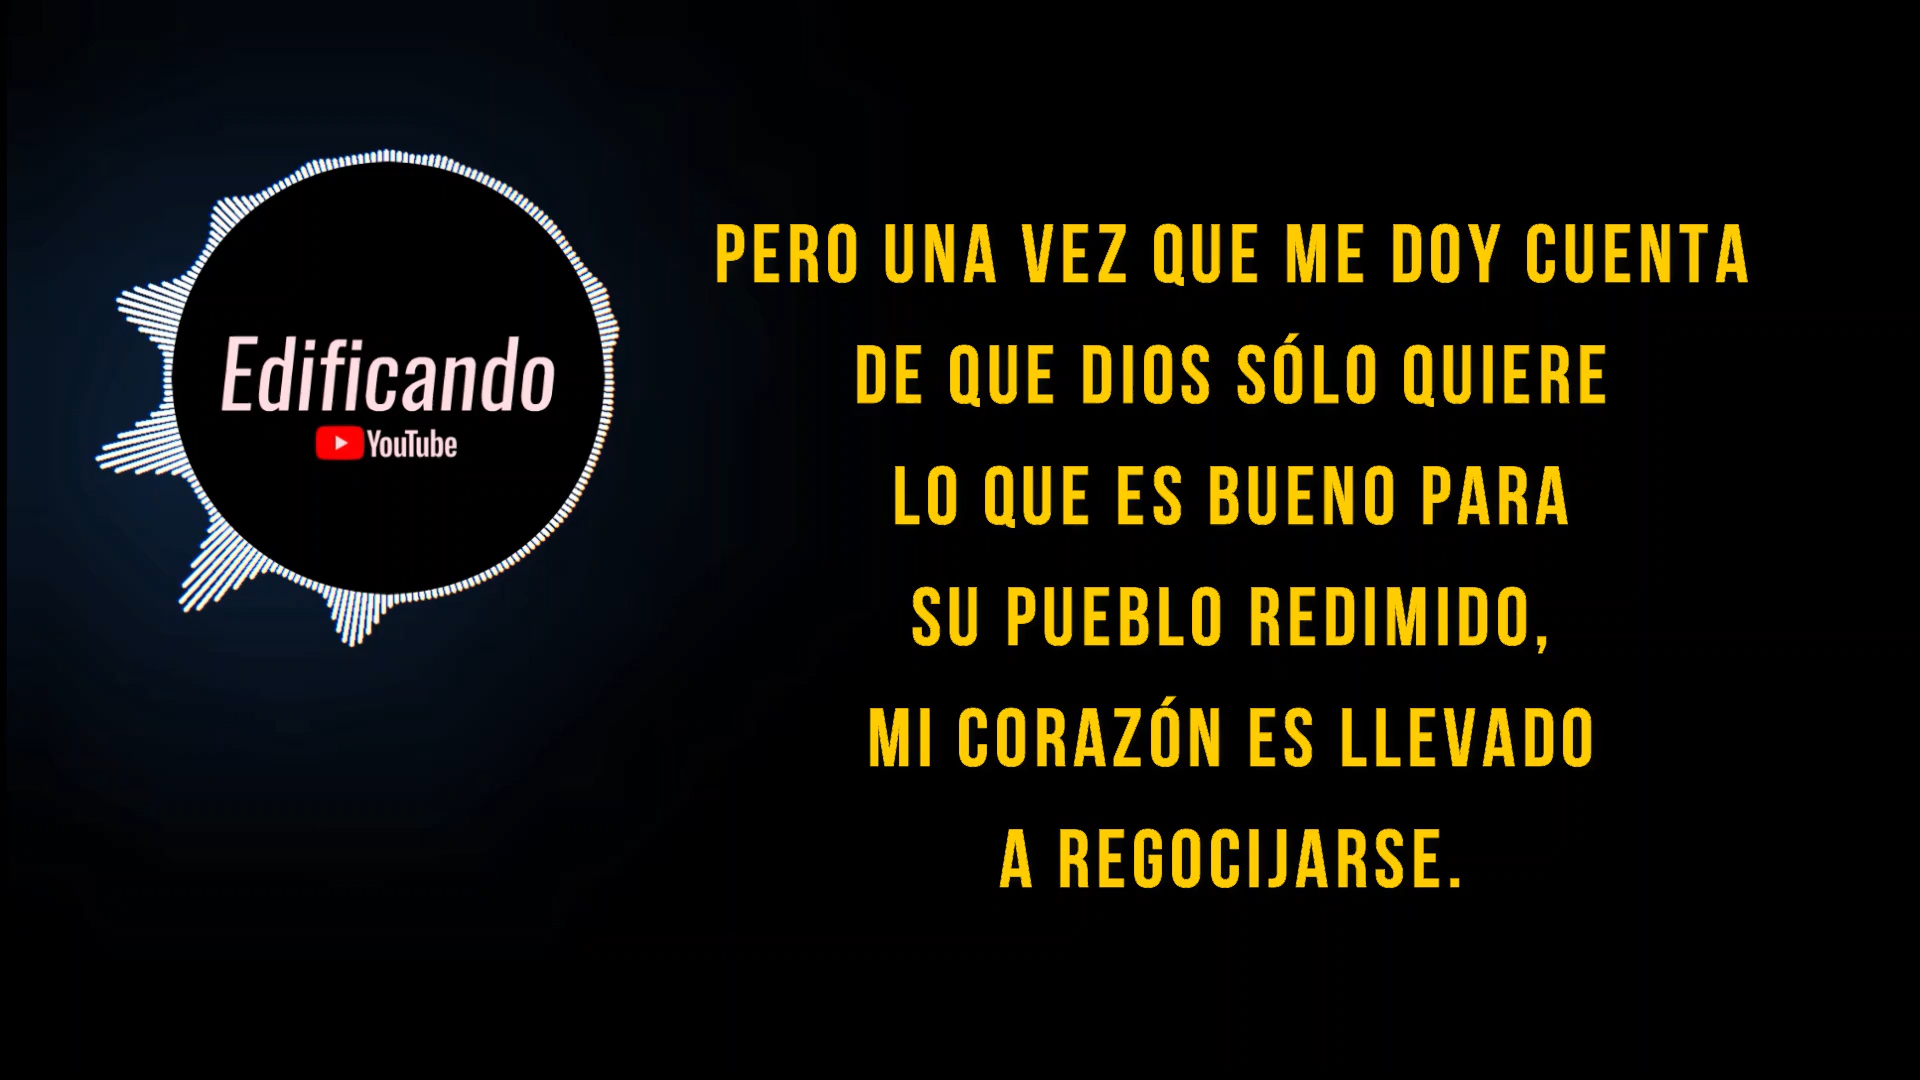 Edificando
YouTube
PERO UNA VEZ QUE ME DOY CUENTA
DE QUE DIOS SÓLO QUIERE
LO QUE ES BUENO PARA
SU PUEBLO REDIMIDO,
MI CORAZÓN ES LLEVADO
A REGOCIJARSE.